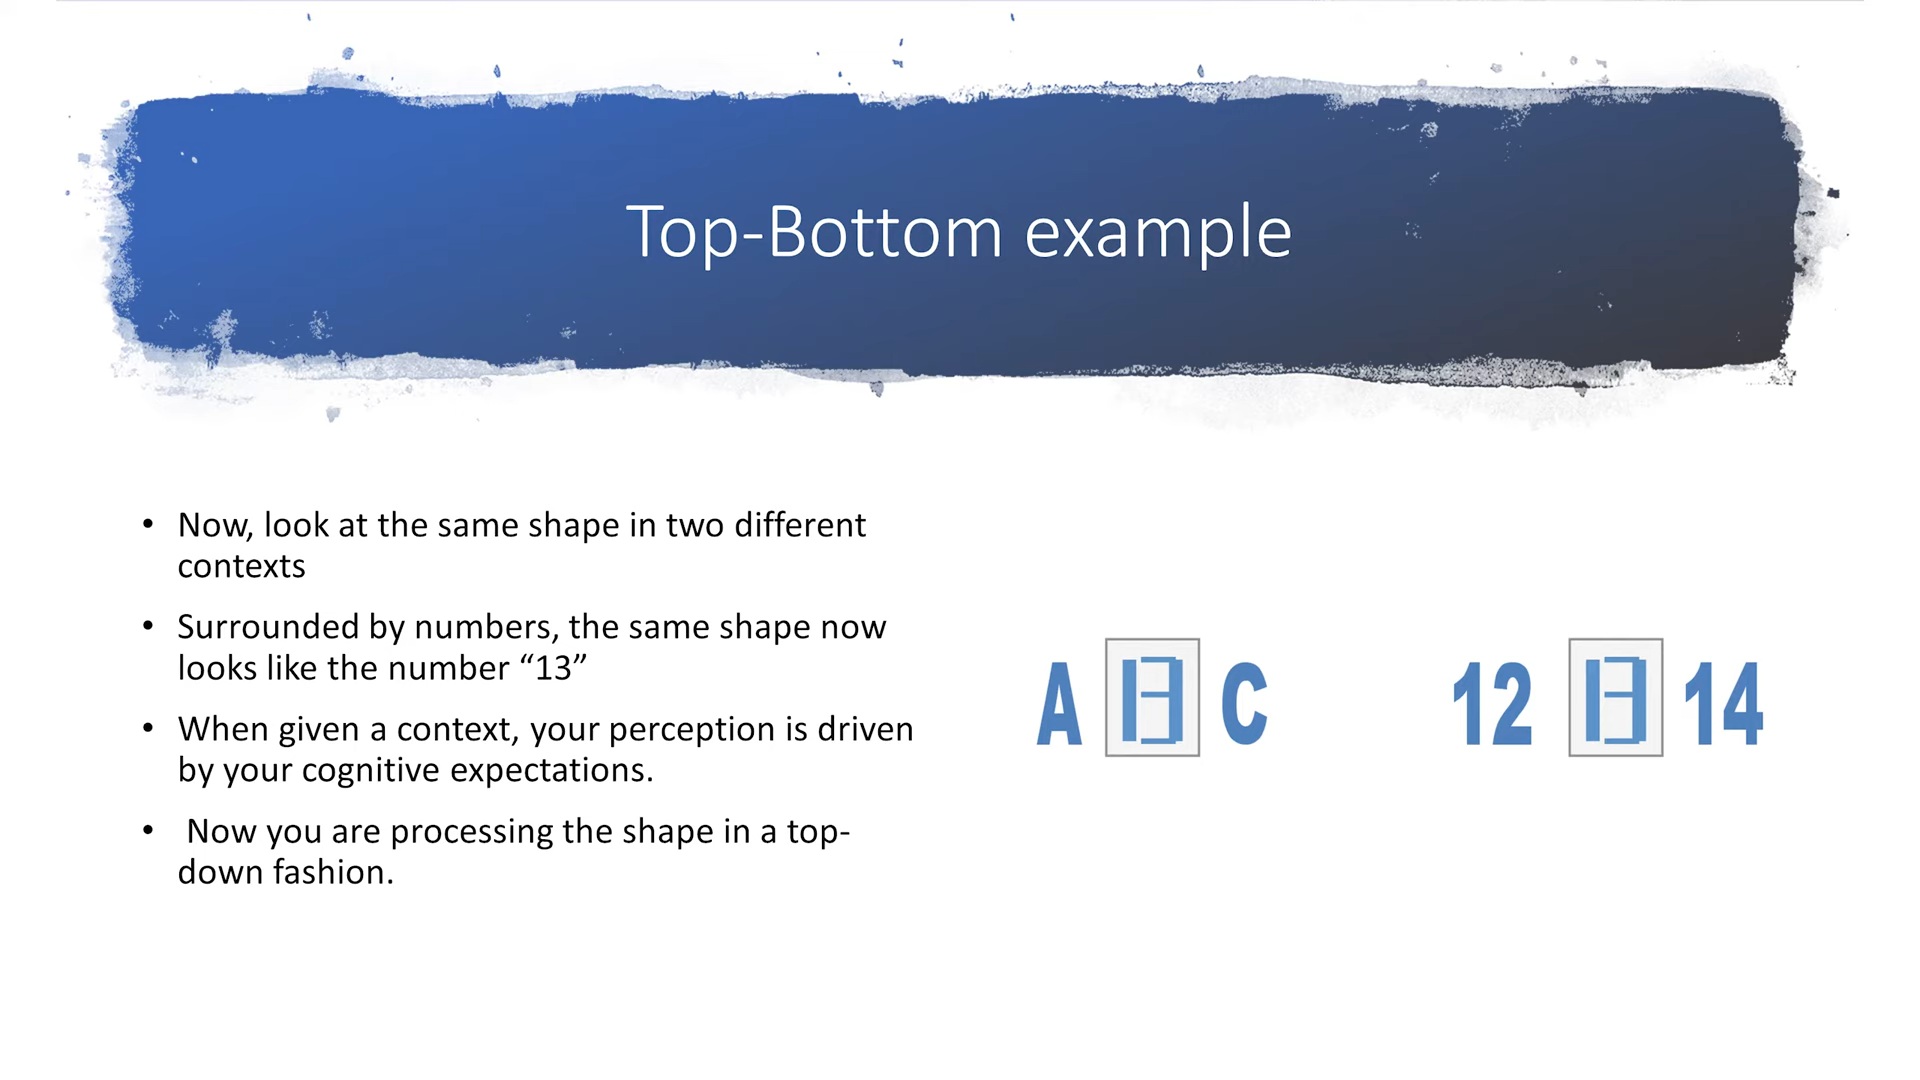 Top-Bottom example
• Now, look at the same shape in two different
contexts
• Surrounded by numbers, the same shape now
looks like the number “13”
• When given a context, your perception is driven
by your cognitive expectations.
• Now you are processing the shape in a top-
down fashion.
A 13 C
12 13 14